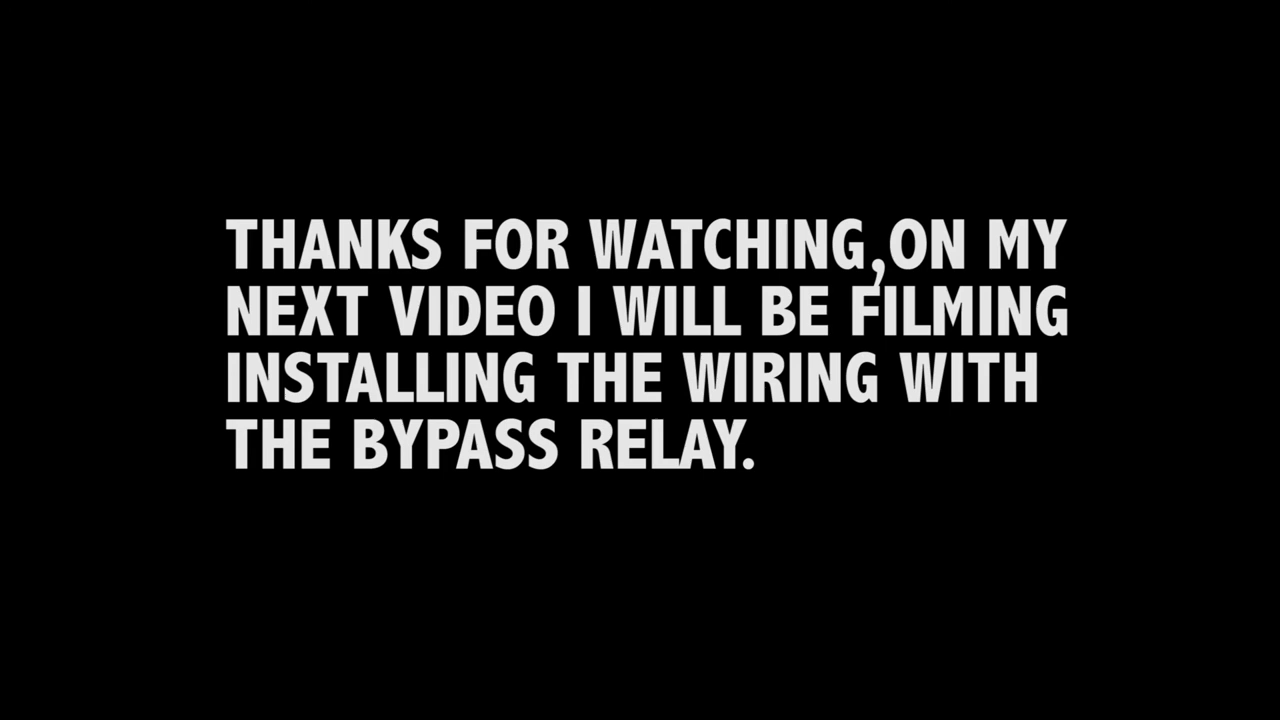 THANKS FOR WATCHING,ON MY
NEXT VIDEO I WILL BE FILMING
INSTALLING THE WIRING WITH
THE BYPASS RELAY.